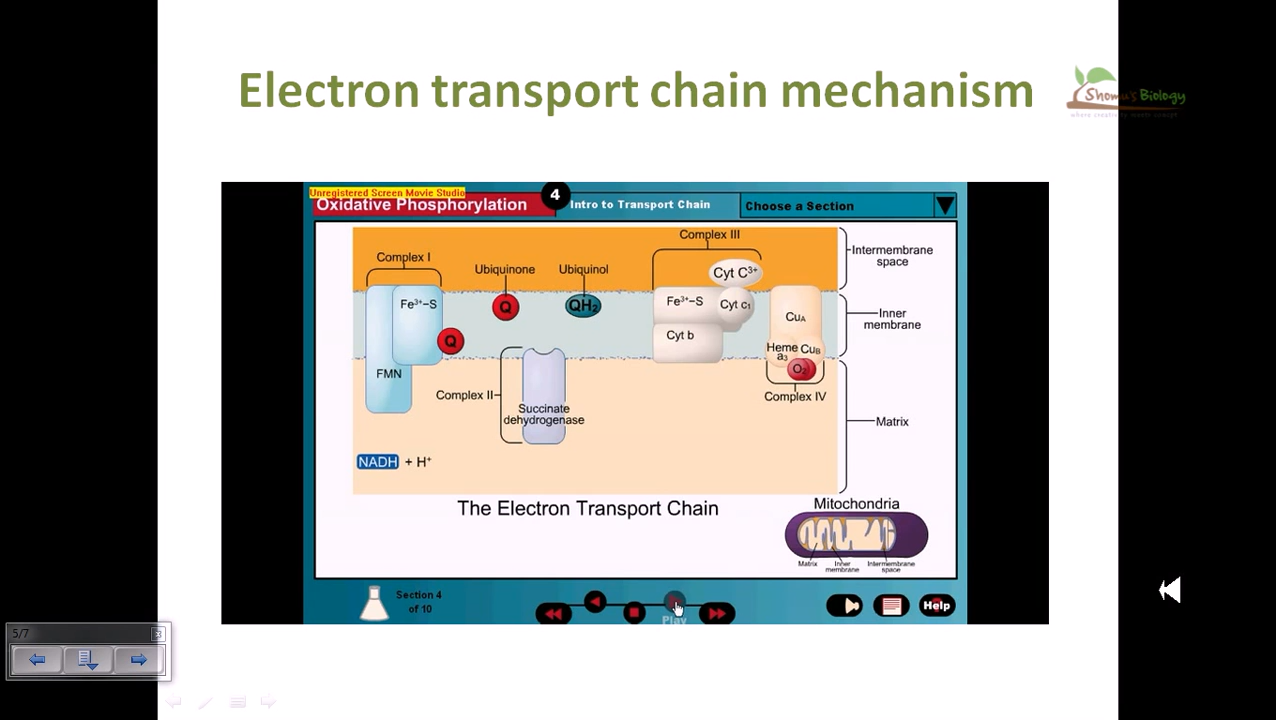 Electron transport chain mechanism
Shomu's Biology
Unregistered Screen Movie Studio
Oxidative Phosphorylation
4
Intro to Transport Chain
Choose a Section
Complex III
Complex I
Ubiquinone
Ubiquinol
Cyt C³⁺
Intermembrane
space
Fe³⁺–S
Q
QH₂
Fe³⁺–S
Cyt c₁
CuA
Inner
membrane
Q
Cyt b
Heme
a₃
CuB
O₂
FMN
Complex II
Succinate
dehydrogenase
Complex IV
Matrix
NADH + H⁺
The Electron Transport Chain
Mitochondria
Matrix
Inner
membrane
Intermembrane
space
Section 4
of 10
Play
Help
5/7